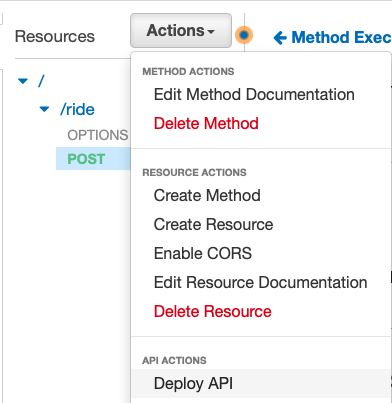 Resources
Actions
Method Exec
/
/ride
OPTIONS
POST
METHOD ACTIONS
Edit Method Documentation
Delete Method
RESOURCE ACTIONS
Create Method
Create Resource
Enable CORS
Edit Resource Documentation
Delete Resource
API ACTIONS
Deploy API